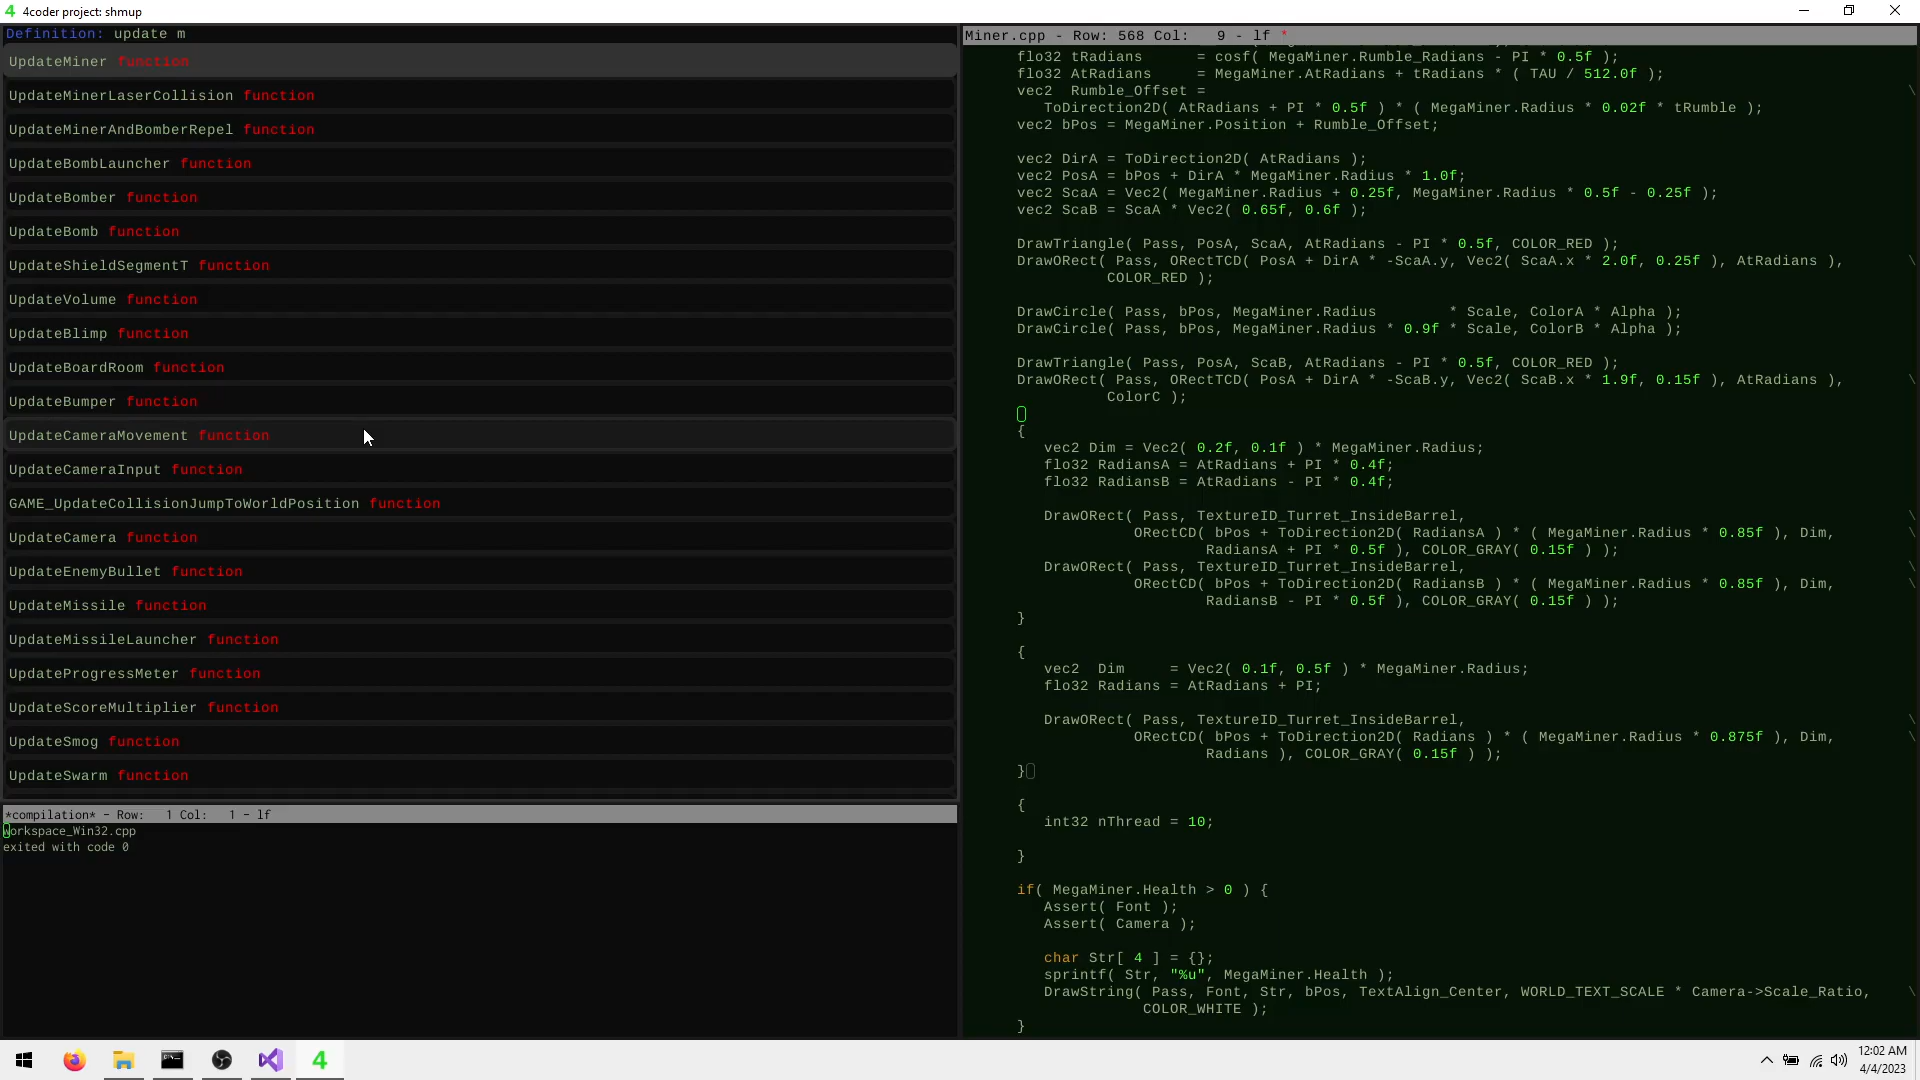 4 4coder project: shmup
Definition: update m
UpdateMiner function
UpdateMinerLaserCollision function
UpdateMinerAndBomberRepel function
UpdateBombLauncher function
UpdateBomber function
UpdateBomb function
UpdateShieldSegmentT function
UpdateVolume function
UpdateBlimp function
UpdateBoardRoom function
UpdateBumper function
UpdateCameraMovement function
UpdateCameraInput function
GAME_UpdateCollisionJumpToWorldPosition function
UpdateCamera function
UpdateEnemyBullet function
UpdateMissile function
UpdateMissileLauncher function
UpdateProgressMeter function
UpdateScoreMultiplier function
UpdateSmog function
UpdateSwarm function
*compilation* - Row: 1 Col: 1 - lf
workspace_Win32.cpp
exited with code 0
Miner.cpp - Row: 568 Col: 9 - lf *
flo32 tRadians = cosf( MegaMiner.Rumble_Radians - PI * 0.5f );
flo32 AtRadians = MegaMiner.AtRadians + tRadians * ( TAU / 512.0f );
vec2 Rumble_Offset = \
ToDirection2D( AtRadians + PI * 0.5f ) * ( MegaMiner.Radius * 0.02f * tRumble );
vec2 bPos = MegaMiner.Position + Rumble_Offset;
vec2 DirA = ToDirection2D( AtRadians );
vec2 PosA = bPos + DirA * MegaMiner.Radius * 1.0f;
vec2 ScaA = Vec2( MegaMiner.Radius + 0.25f, MegaMiner.Radius * 0.5f - 0.25f );
vec2 ScaB = ScaA * Vec2( 0.65f, 0.6f );
DrawTriangle( Pass, PosA, ScaA, AtRadians - PI * 0.5f, COLOR_RED );
DrawORect( Pass, ORectTCD( PosA + DirA * -ScaA.y, Vec2( ScaA.x * 2.0f, 0.25f ), AtRadians ), \
COLOR_RED );
DrawCircle( Pass, bPos, MegaMiner.Radius * Scale, ColorA * Alpha );
DrawCircle( Pass, bPos, MegaMiner.Radius * 0.9f * Scale, ColorB * Alpha );
DrawTriangle( Pass, PosA, ScaB, AtRadians - PI * 0.5f, COLOR_RED );
DrawORect( Pass, ORectTCD( PosA + DirA * -ScaB.y, Vec2( ScaB.x * 1.9f, 0.15f ), AtRadians ), \
ColorC );
{
vec2 Dim = Vec2( 0.2f, 0.1f ) * MegaMiner.Radius;
flo32 RadiansA = AtRadians + PI * 0.4f;
flo32 RadiansB = AtRadians - PI * 0.4f;
DrawORect( Pass, TextureID_Turret_InsideBarrel, \
ORectCD( bPos + ToDirection2D( RadiansA ) * ( MegaMiner.Radius * 0.85f ), Dim, \
RadiansA + PI * 0.5f ), COLOR_GRAY( 0.15f ) );
DrawORect( Pass, TextureID_Turret_InsideBarrel, \
ORectCD( bPos + ToDirection2D( RadiansB ) * ( MegaMiner.Radius * 0.85f ), Dim, \
RadiansB - PI * 0.5f ), COLOR_GRAY( 0.15f ) );
}
{
vec2 Dim = Vec2( 0.1f, 0.5f ) * MegaMiner.Radius;
flo32 Radians = AtRadians + PI;
DrawORect( Pass, TextureID_Turret_InsideBarrel, \
ORectCD( bPos + ToDirection2D( Radians ) * ( MegaMiner.Radius * 0.875f ), Dim, \
Radians ), COLOR_GRAY( 0.15f ) );
}
{
int32 nThread = 10;
}
if( MegaMiner.Health > 0 ) {
Assert( Font );
Assert( Camera );
char Str[ 4 ] = {};
sprintf( Str, "%u", MegaMiner.Health );
DrawString( Pass, Font, Str, bPos, TextAlign_Center, WORLD_TEXT_SCALE * Camera->Scale_Ratio, \
COLOR_WHITE );
}
4
12:02 AM
4/4/2023